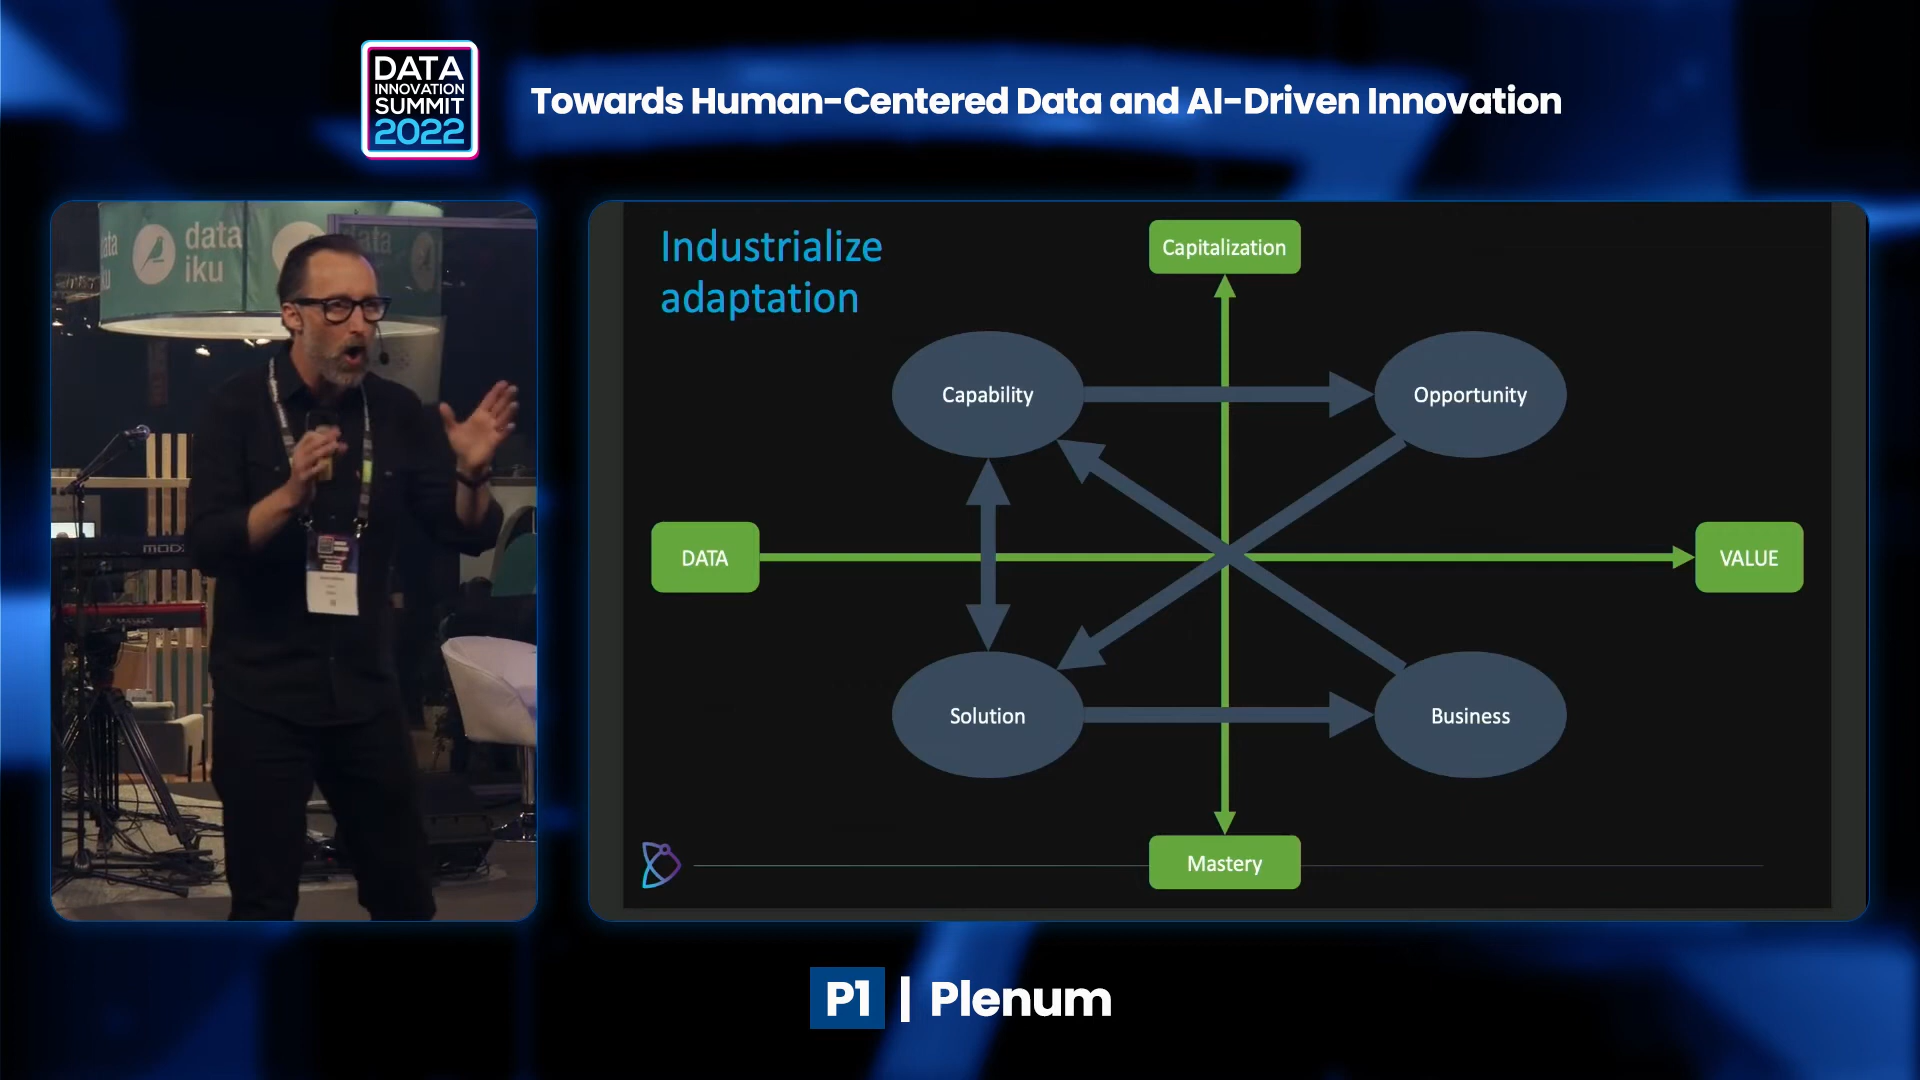 DATA
INNOVATION
SUMMIT
2022
Towards Human-Centered Data and AI-Driven Innovation
data
iku
data
Industrialize
adaptation
Capitalization
Capability
Opportunity
DATA
VALUE
Solution
Business
Mastery
P1 | Plenum